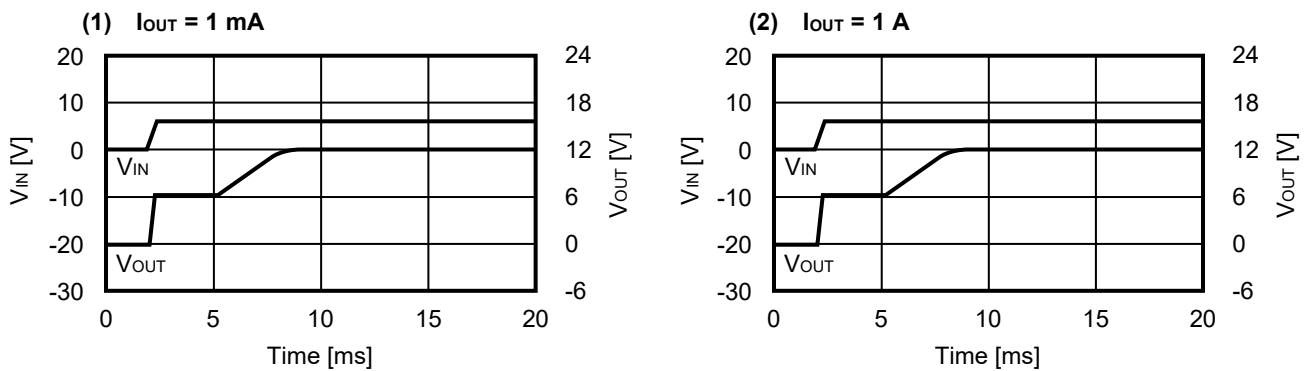 (1) IOUT = 1 mA
20
10
0
-10
-20
-30
VIN [V]
VIN
VOUT
24
18
12
6
0
-6
VOUT [V]
0 5 10 15 20
Time [ms]
(2) IOUT = 1 A
20
10
0
-10
-20
-30
VIN [V]
VIN
VOUT
24
18
12
6
0
-6
VOUT [V]
0 5 10 15 20
Time [ms]